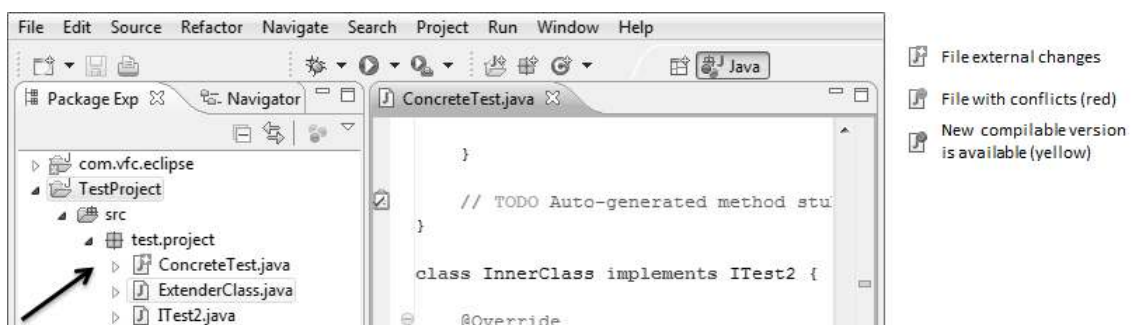 File Edit Source Refactor Navigate Search Project Run Window Help
Java
Package Exp
Navigator
ConcreteTest.java
com.vfc.eclipse
TestProject
src
test.project
ConcreteTest.java
ExtenderClass.java
ITest2.java
}
// TODO Auto-generated method stu
}
class InnerClass implements ITest2 {
@Override
File external changes
File with conflicts (red)
New compilable version
is available (yellow)